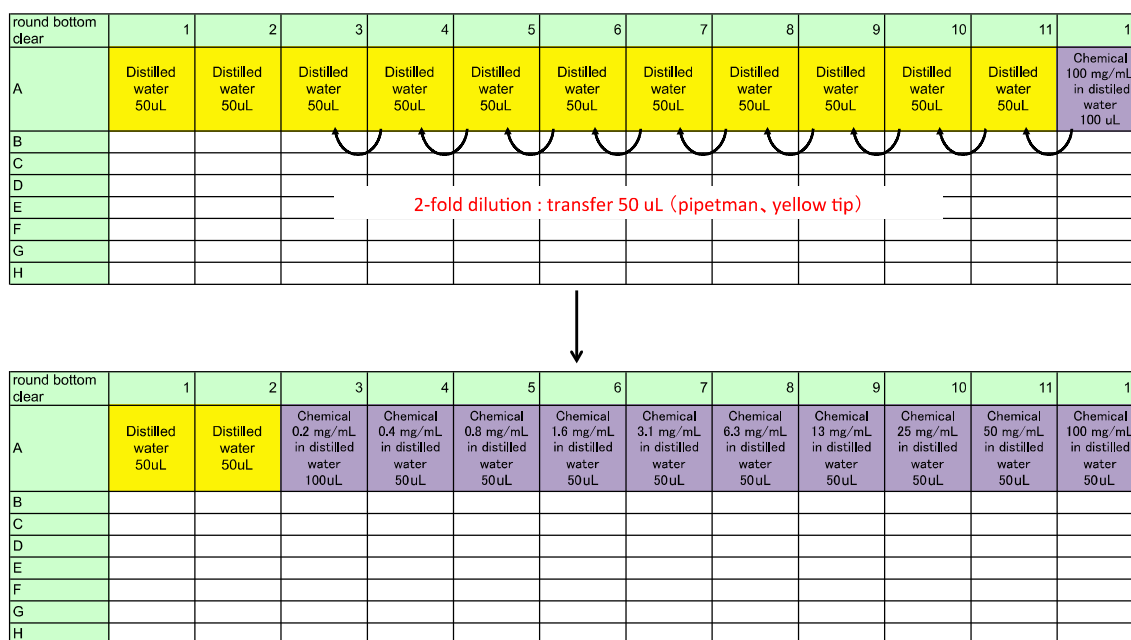 round bottom clear 1 2 3 4 5 6 7 8 9 10 11 1
A
Distilled water 50uL
Distilled water 50uL
Distilled water 50uL
Distilled water 50uL
Distilled water 50uL
Distilled water 50uL
Distilled water 50uL
Distilled water 50uL
Distilled water 50uL
Distilled water 50uL
Distilled water 50uL
Chemical 100 mg/mL in distiled water 100 uL
B
C
D
E
2-fold dilution : transfer 50 uL（pipetman、yellow tip）
F
G
H
round bottom clear 1 2 3 4 5 6 7 8 9 10 11 1
A
Distilled water 50uL
Distilled water 50uL
Chemical 0.2 mg/mL in distilled water 100uL
Chemical 0.4 mg/mL in distilled water 50uL
Chemical 0.8 mg/mL in distilled water 50uL
Chemical 1.6 mg/mL in distilled water 50uL
Chemical 3.1 mg/mL in distilled water 50uL
Chemical 6.3 mg/mL in distilled water 50uL
Chemical 13 mg/mL in distilled water 50uL
Chemical 25 mg/mL in distilled water 50uL
Chemical 50 mg/mL in distilled water 50uL
Chemical 100 mg/mL in distilled water 50uL
B
C
D
E
F
G
H